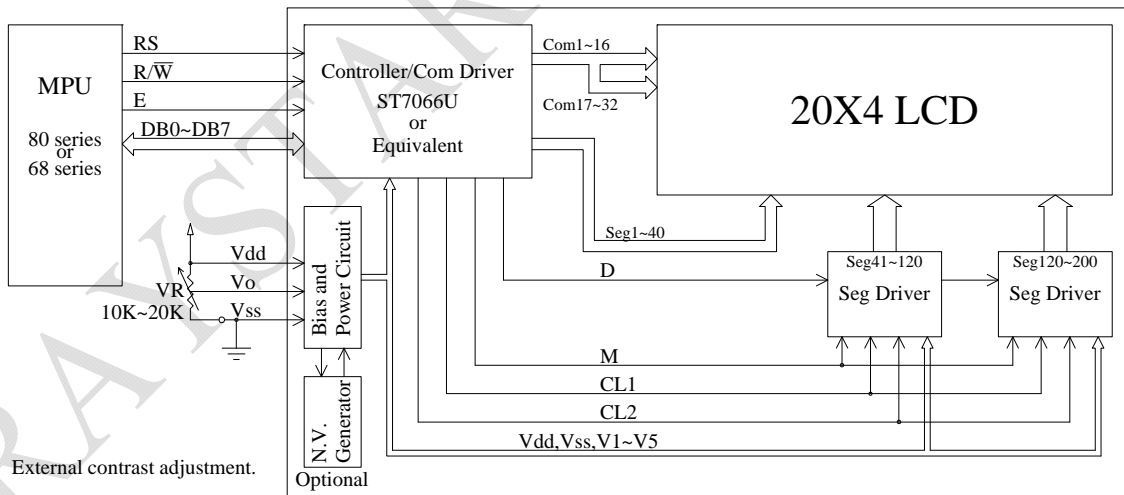 MPU
80 series
or
68 series
RS
R/W̅
E
DB0~DB7
Controller/Com Driver
ST7066U
or
Equivalent
Com1~16
Com17~32
20X4 LCD
Seg1~40
Vdd
Vo
Vss
VR
10K~20K
Bias and
Power Circuit
N.V.
Generator
Optional
D
Seg41~120
Seg Driver
Seg120~200
Seg Driver
M
CL1
CL2
Vdd,Vss,V1~V5
External contrast adjustment.
RAYSTAR